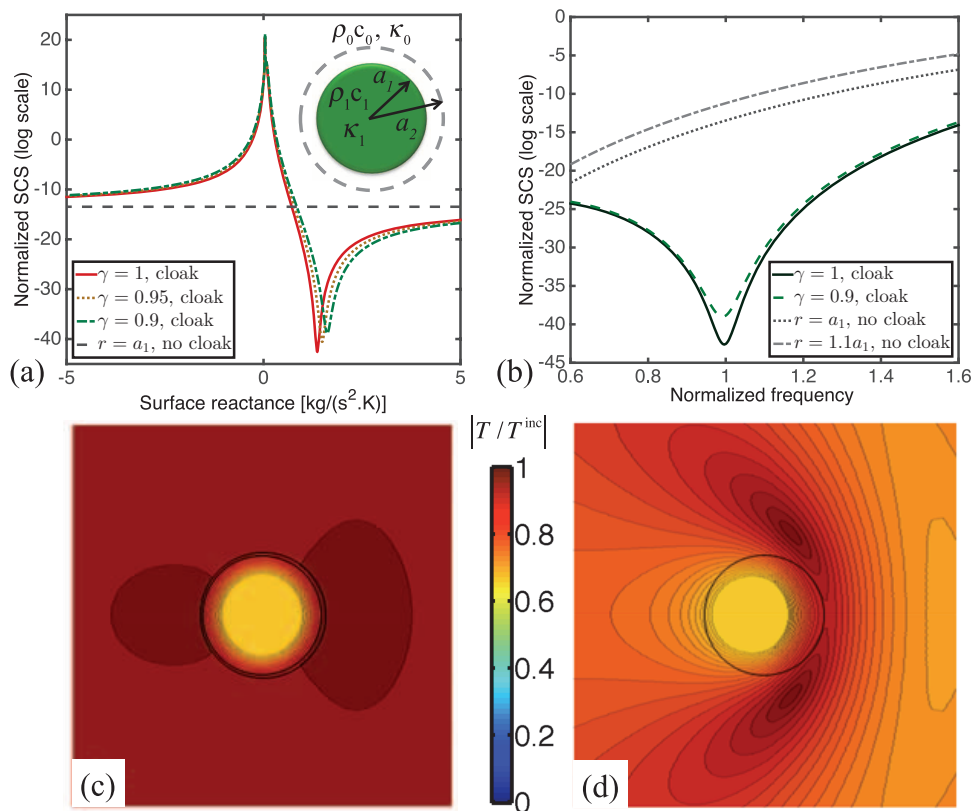 Normalized SCS (log scale)
20
10
0
-10
-20
-30
-40
-5
0
5
Surface reactance [kg/(s².K)]
ρ₀c₀, κ₀
a₁
ρ₁c₁
κ₁
a₂
γ = 1, cloak
γ = 0.95, cloak
γ = 0.9, cloak
r = a₁, no cloak
(a)
Normalized SCS (log scale)
0
-5
-10
-15
-20
-25
-30
-35
-40
-45
0.6
0.8
1
1.2
1.4
1.6
Normalized frequency
γ = 1, cloak
γ = 0.9, cloak
r = a₁, no cloak
r = 1.1a₁, no cloak
(b)
|T / Tⁱⁿᶜ|
1
0.8
0.6
0.4
0.2
0
(c)
(d)